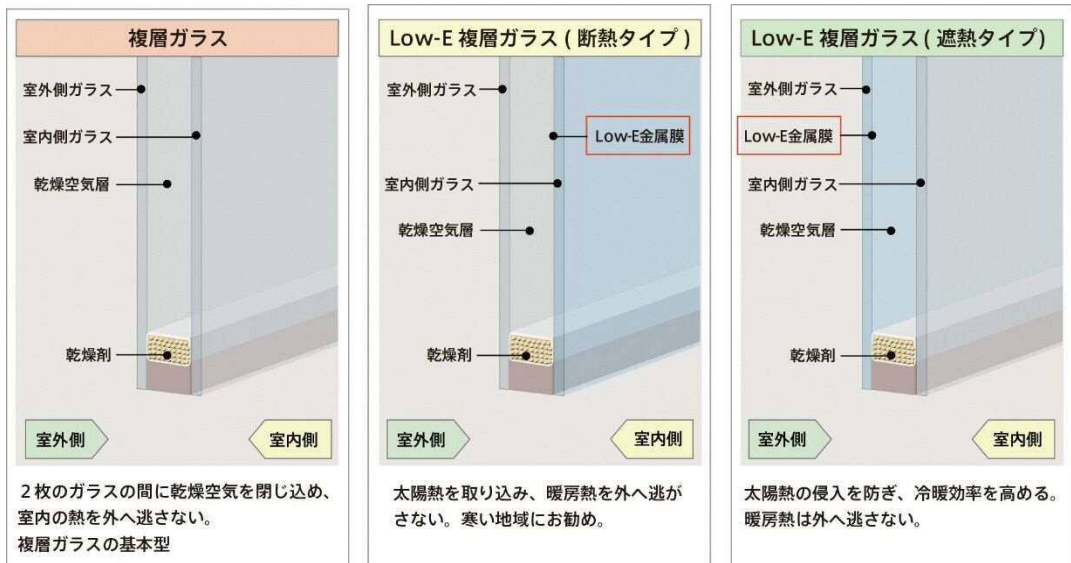 複層ガラス
室外側ガラス
室内側ガラス
乾燥空気層
乾燥剤
室外側
室内側
2枚のガラスの間に乾燥空気を閉じ込め、
室内の熱を外へ逃さない。
複層ガラスの基本型
Low-E 複層ガラス ( 断熱タイプ )
室外側ガラス
Low-E金属膜
室内側ガラス
乾燥空気層
乾燥剤
室外側
室内側
太陽熱を取り込み、暖房熱を外へ逃が
さない。寒い地域にお勧め。
Low-E 複層ガラス ( 遮熱タイプ)
室外側ガラス
Low-E金属膜
室内側ガラス
乾燥空気層
乾燥剤
室外側
室内側
太陽熱の侵入を防ぎ、冷暖効率を高める。
暖房熱は外へ逃さない。